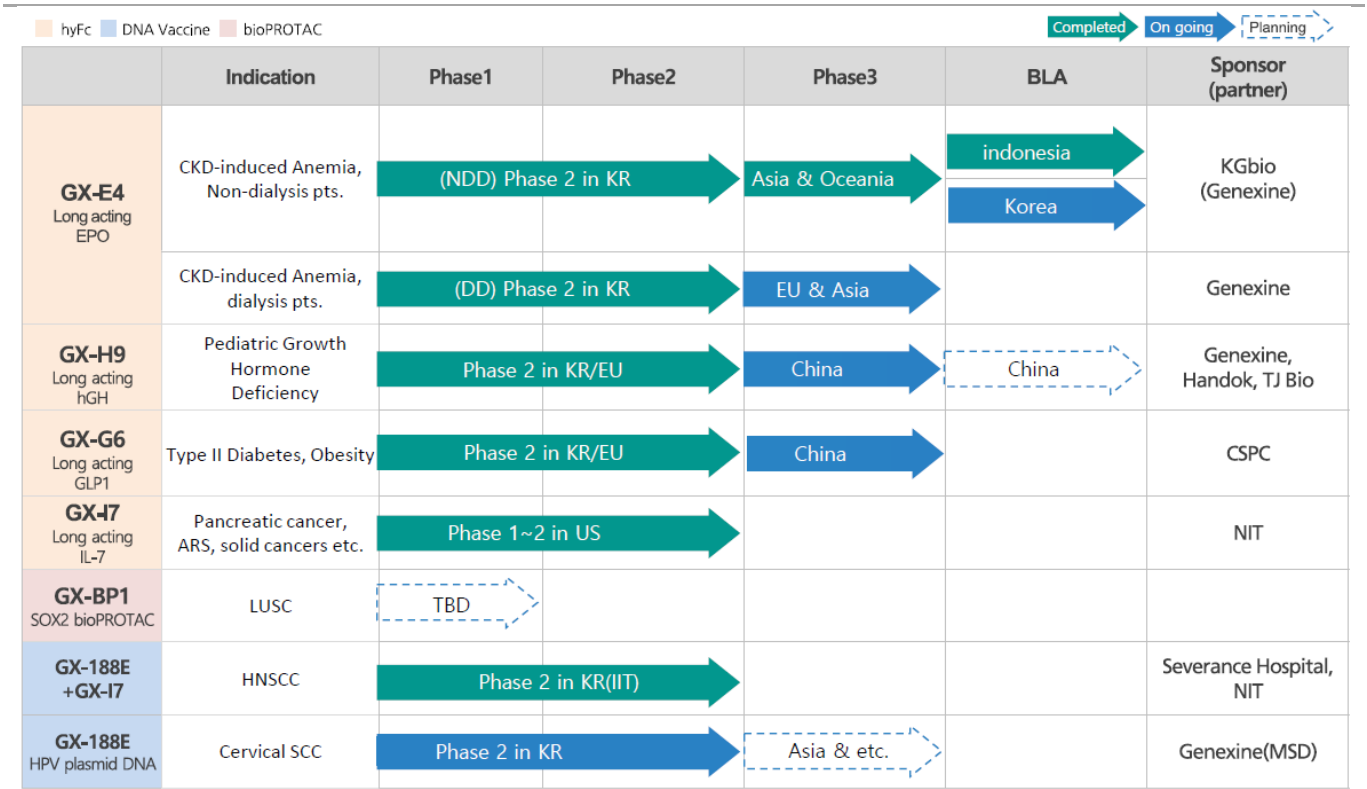 hyFc DNA Vaccine bioPROTAC
Completed On going Planning
Indication Phase1 Phase2 Phase3 BLA Sponsor
(partner)
GX-E4
Long acting
EPO
CKD-induced Anemia,
Non-dialysis pts.
(NDD) Phase 2 in KR
Asia & Oceania
indonesia
Korea
KGbio
(Genexine)
CKD-induced Anemia,
dialysis pts.
(DD) Phase 2 in KR
EU & Asia
Genexine
GX-H9
Long acting
hGH
Pediatric Growth
Hormone
Deficiency
Phase 2 in KR/EU
China
China
Genexine,
Handok, TJ Bio
GX-G6
Long acting
GLP1
Type II Diabetes, Obesity
Phase 2 in KR/EU
China
CSPC
GX-I7
Long acting
IL-7
Pancreatic cancer,
ARS, solid cancers etc.
Phase 1~2 in US
NIT
GX-BP1
SOX2 bioPROTAC
LUSC
TBD
GX-188E
+GX-I7
HNSCC
Phase 2 in KR(IIT)
Severance Hospital,
NIT
GX-188E
HPV plasmid DNA
Cervical SCC
Phase 2 in KR
Asia & etc.
Genexine(MSD)